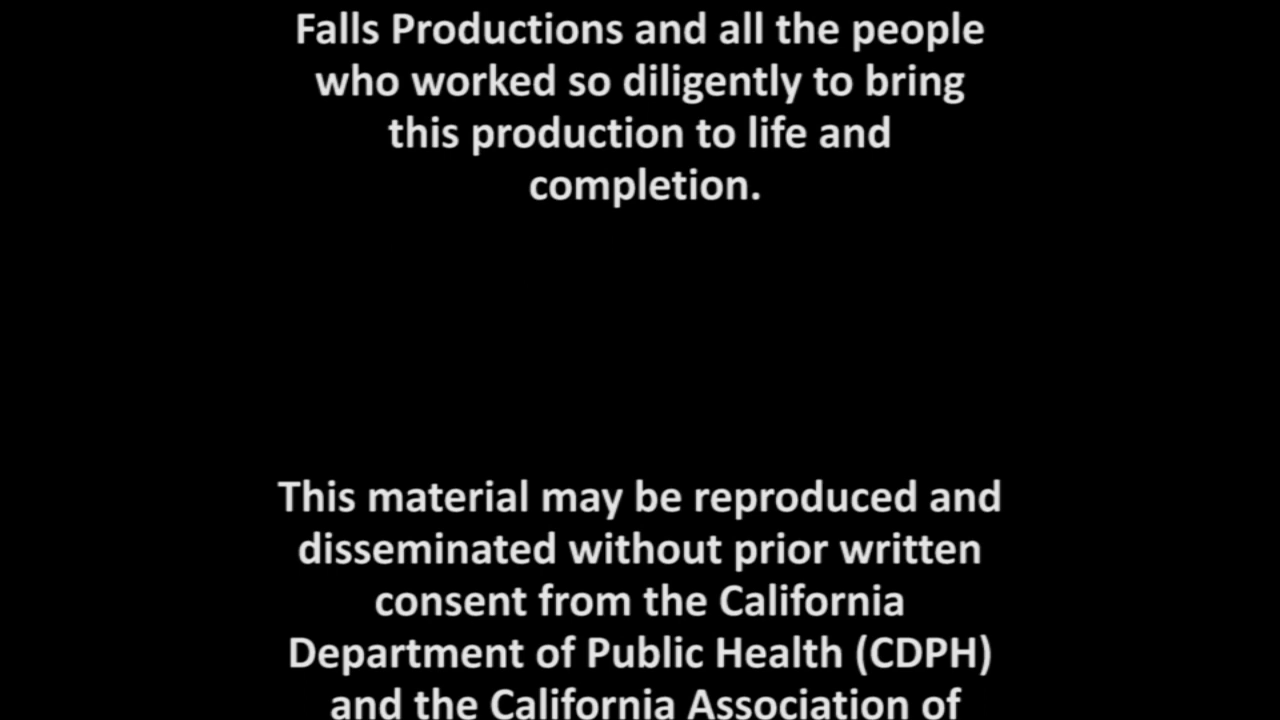 Falls Productions and all the people
who worked so diligently to bring
this production to life and
completion.
This material may be reproduced and
disseminated without prior written
consent from the California
Department of Public Health (CDPH)
and the California Association of